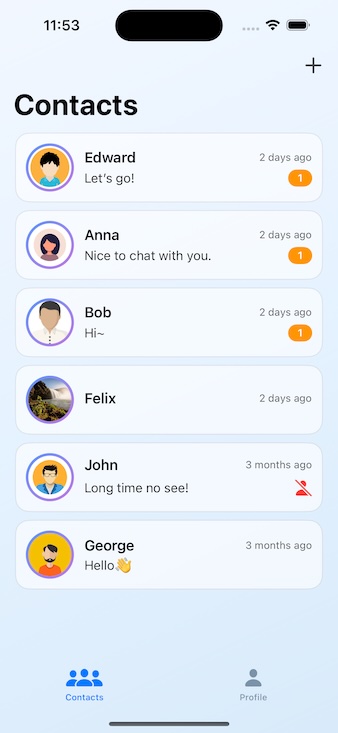 11:53
Contacts
Edward
2 days ago
Let's go!
1
Anna
2 days ago
Nice to chat with you.
1
Bob
2 days ago
Hi~
1
Felix
2 days ago
John
3 months ago
Long time no see!
George
3 months ago
Hello👋
Contacts
Profile